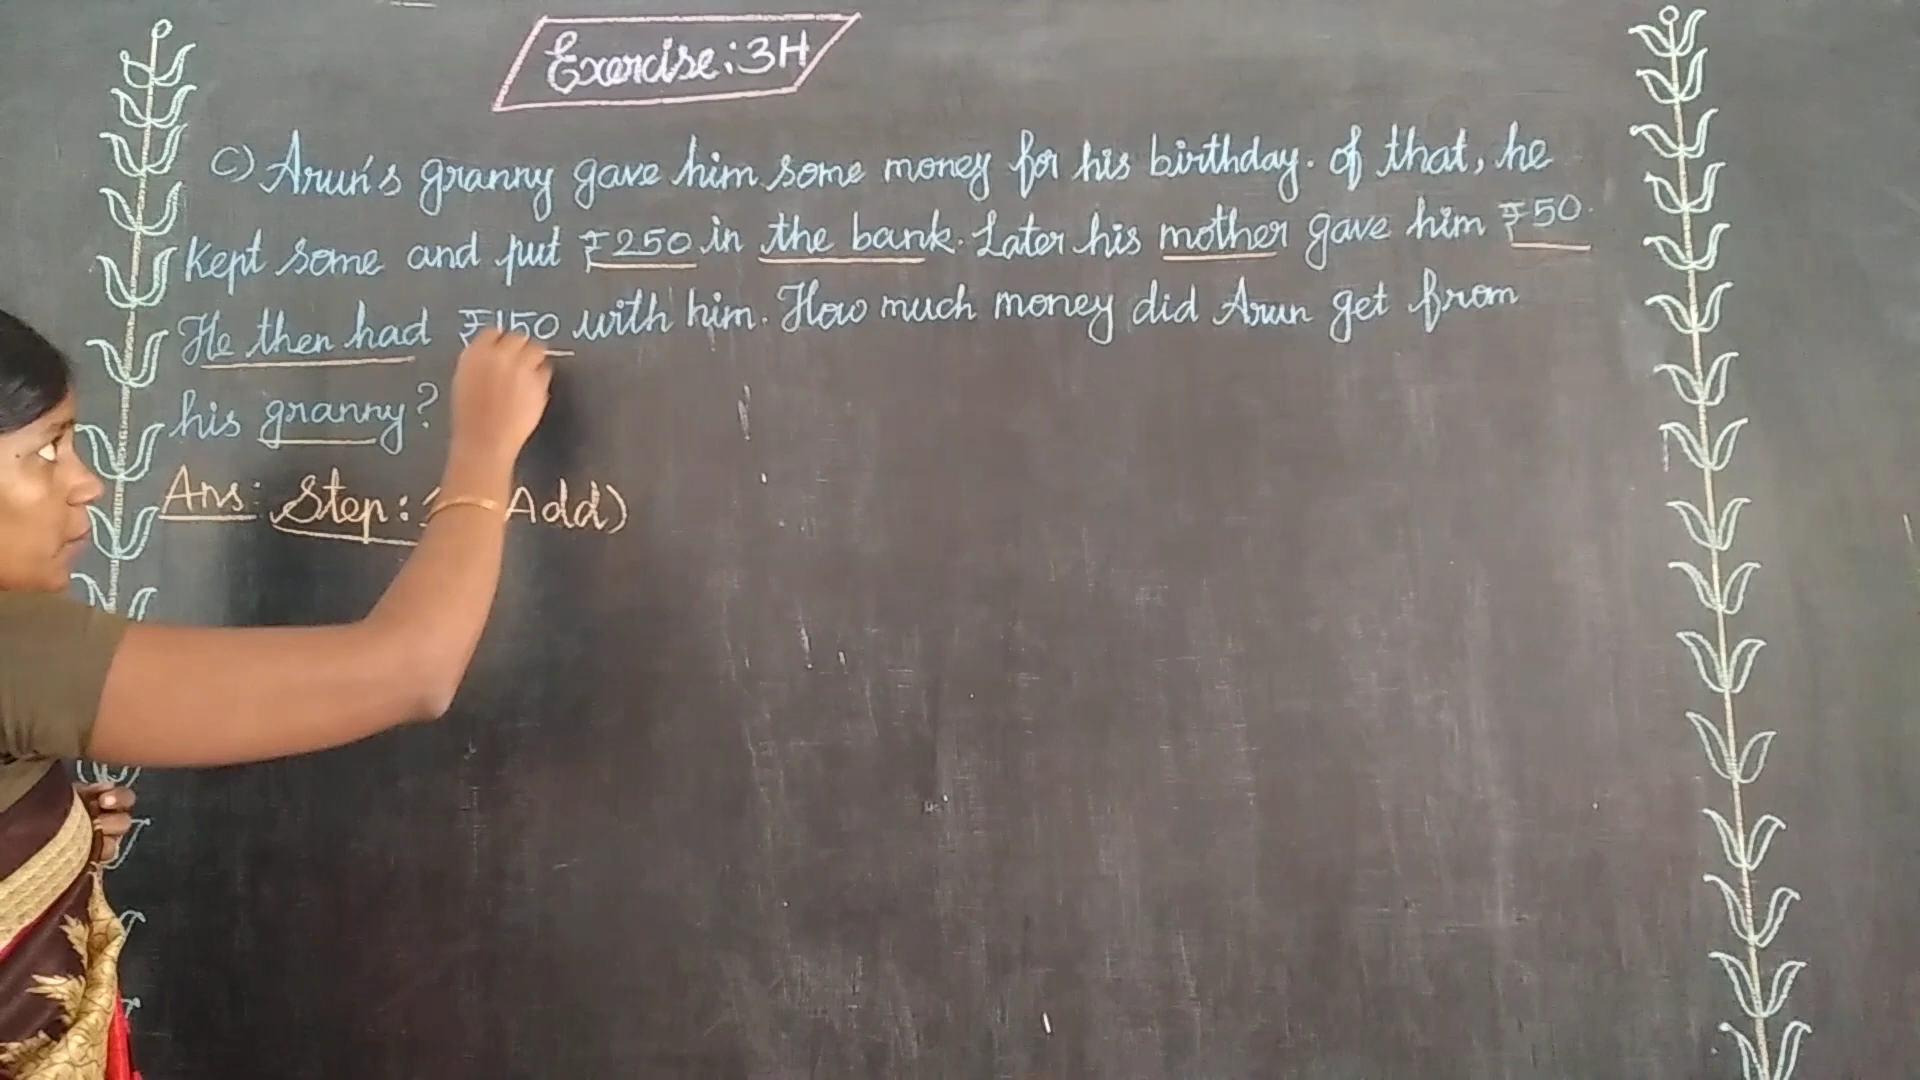 Exercise: 3H
c) Arun's granny gave him some money for his birthday. of that, he
kept some and put ₹250 in the bank. Later his mother gave him ₹50.
He then had ₹150 with him. How much money did Arun get from
his granny?
Ans: Step: Add)